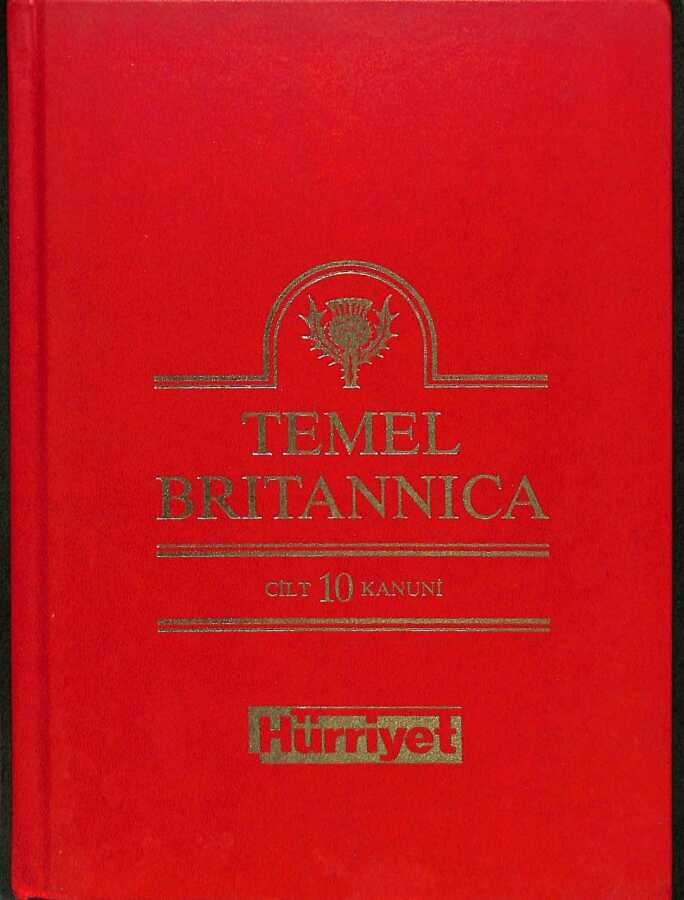 TEMEL
BRITANNICA
CİLT 10 KANUNİ
Hürriyet